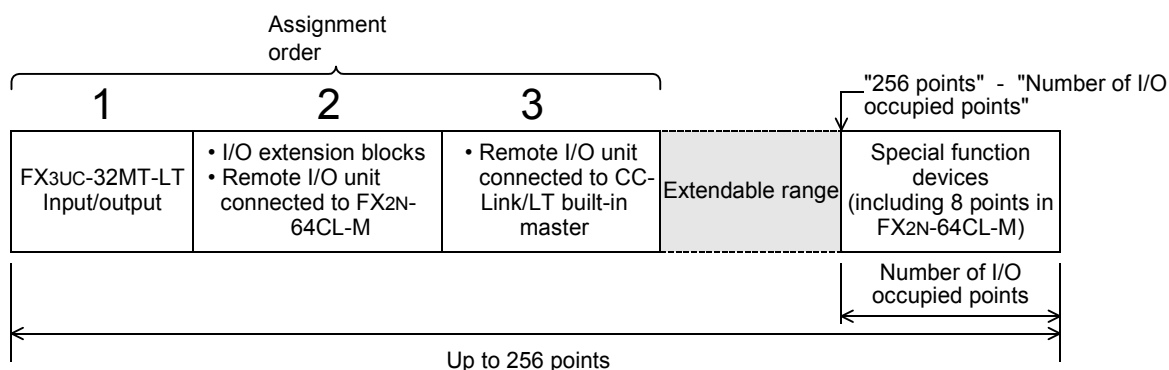 Assignment
order
"256 points" - "Number of I/O
occupied points"
1
2
3
FX3UC-32MT-LT
Input/output
• I/O extension blocks
• Remote I/O unit
connected to FX2N-
64CL-M
• Remote I/O unit
connected to CC-
Link/LT built-in
master
Extendable range
Special function
devices
(including 8 points in
FX2N-64CL-M)
Number of I/O
occupied points
Up to 256 points